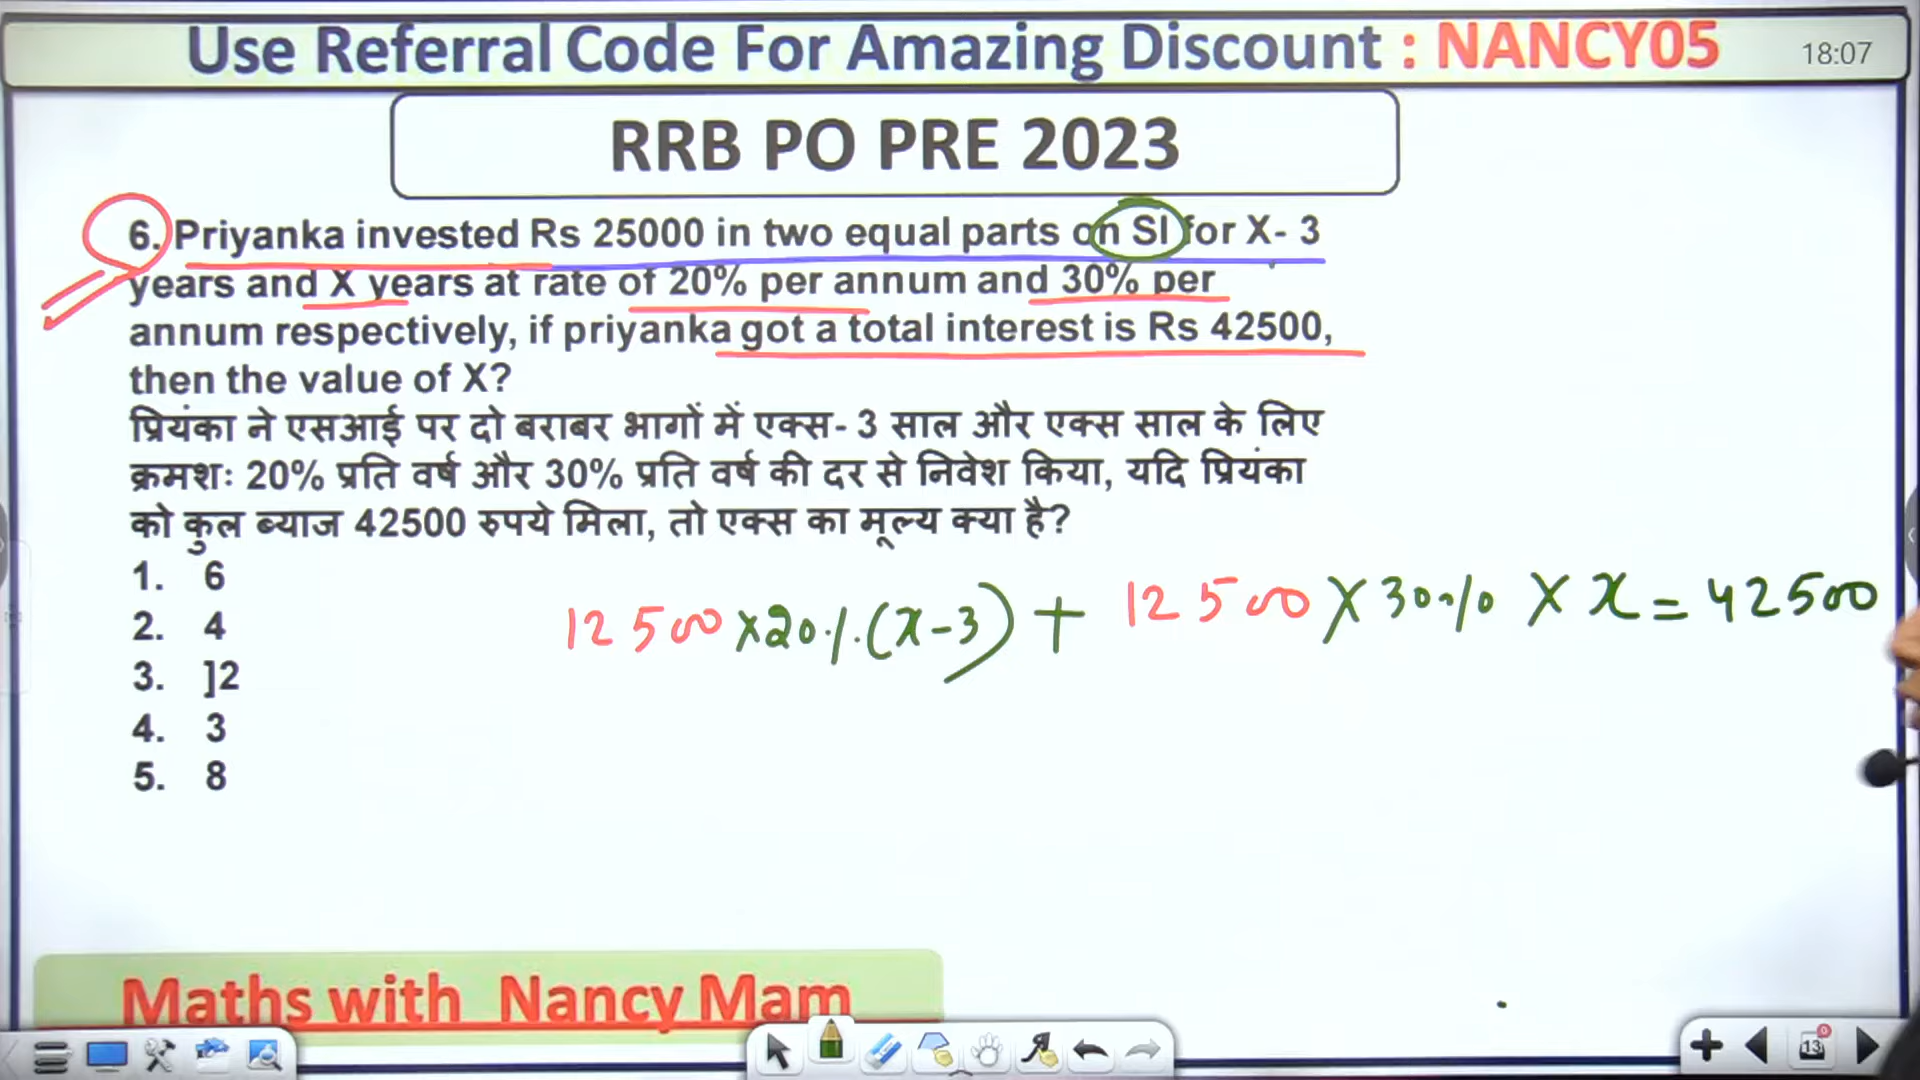 Use Referral Code For Amazing Discount : NANCY05
18:07
RRB PO PRE 2023
6. Priyanka invested Rs 25000 in two equal parts on SI for X- 3
years and X years at rate of 20% per annum and 30% per
annum respectively, if priyanka got a total interest is Rs 42500,
then the value of X?
प्रियंका ने एसआई पर दो बराबर भागों में एक्स- 3 साल और एक्स साल के लिए
क्रमशः 20% प्रति वर्ष और 30% प्रति वर्ष की दर से निवेश किया, यदि प्रियंका
को कुल ब्याज 42500 रुपये मिला, तो एक्स का मूल्य क्या है?
1. 6
2. 4
3. ]2
4. 3
5. 8
12500 x 20% (x-3) + 12500 x 30% x x = 42500
Maths with Nancy Mam
13
0